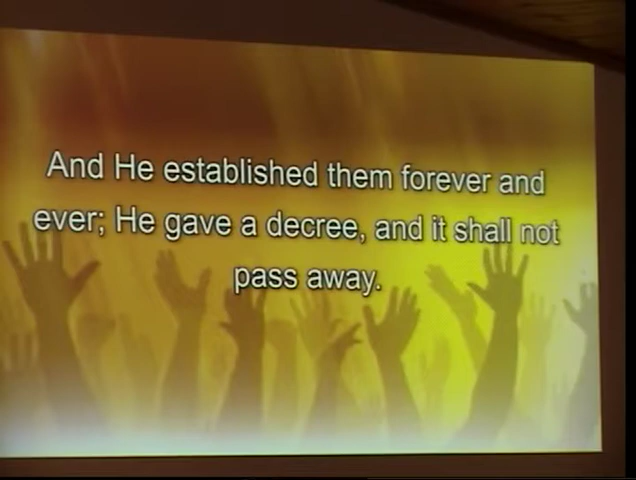 And He established them forever and
ever; He gave a decree, and it shall not
pass away.